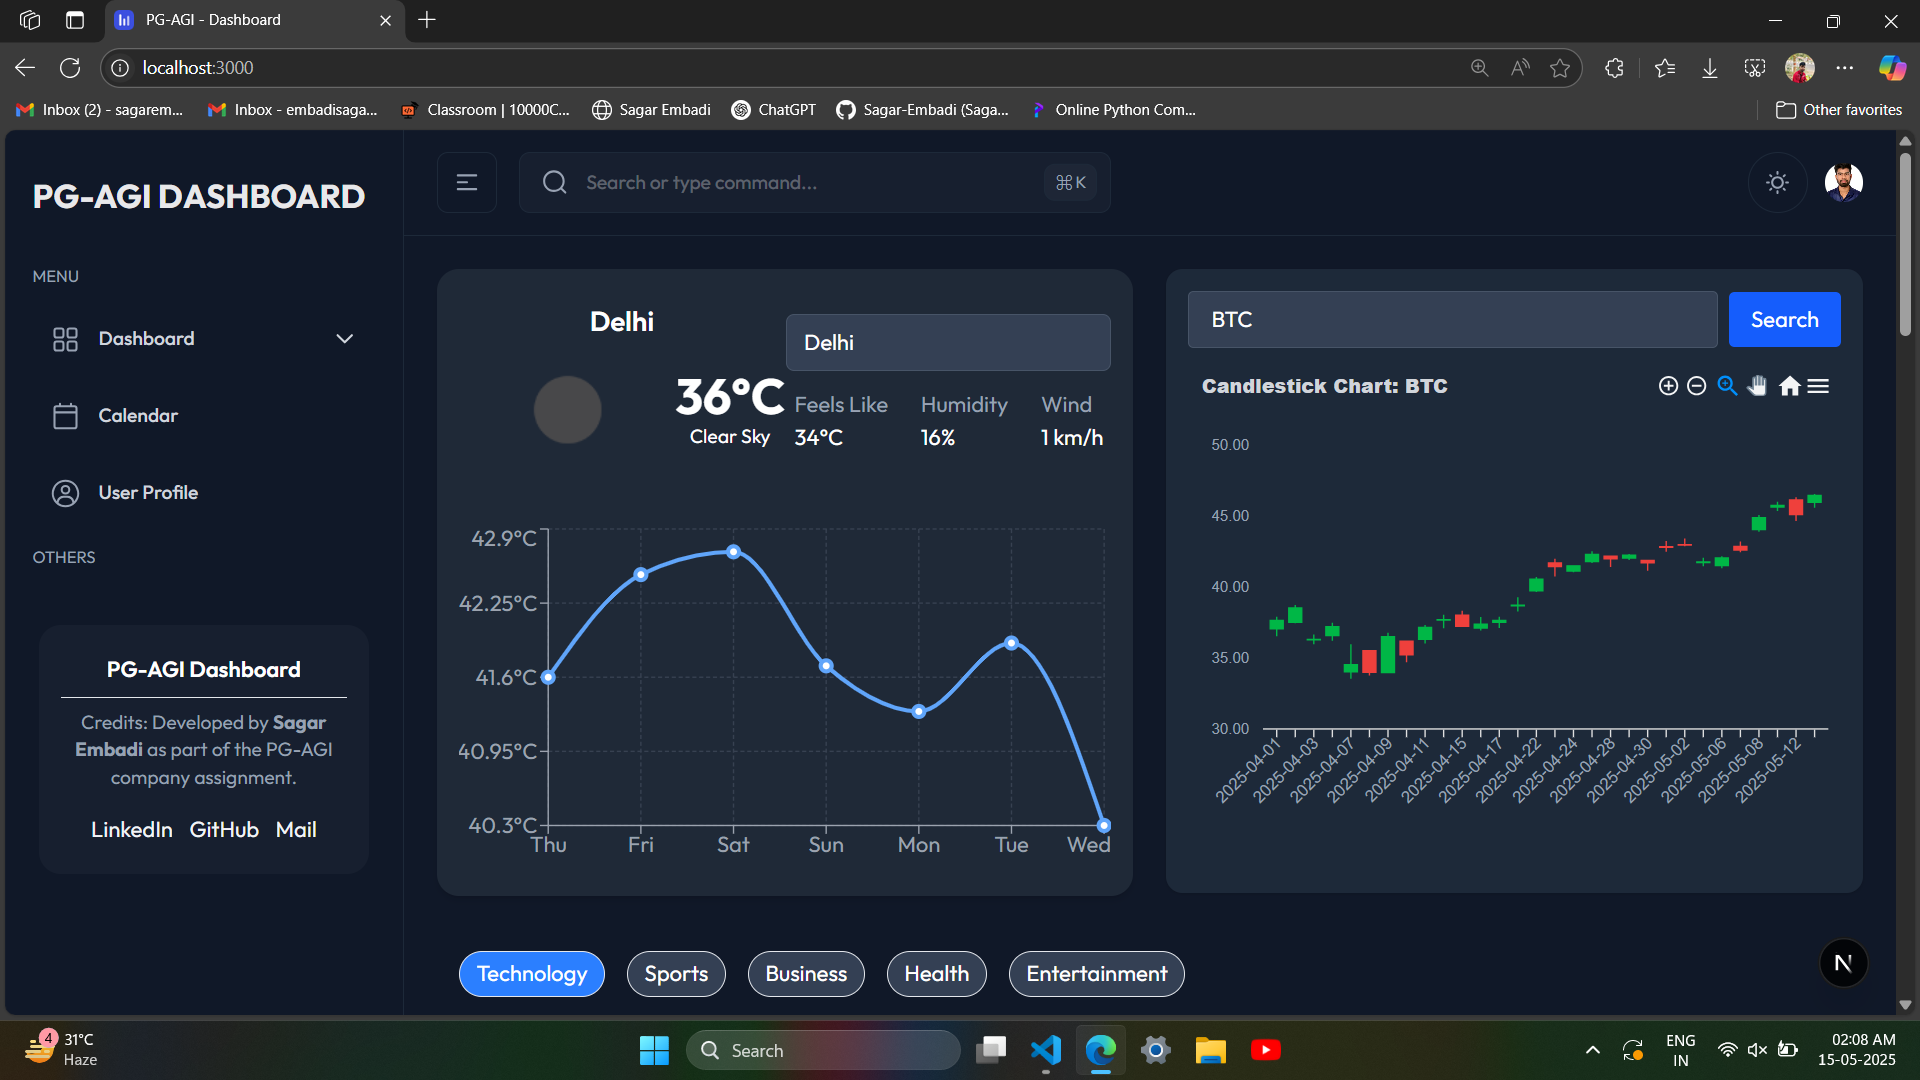 PG-AGI - Dashboard
localhost:3000
Inbox (2) - sagarem...
Inbox - embadisaga...
Classroom | 10000C...
Sagar Embadi
ChatGPT
Sagar-Embadi (Saga...
Online Python Com...
Other favorites
PG-AGI DASHBOARD
MENU
Dashboard
Calendar
User Profile
OTHERS
PG-AGI Dashboard
Credits: Developed by Sagar
Embadi as part of the PG-AGI
company assignment.
LinkedIn GitHub Mail
Search or type command...
⌘K
Delhi
Delhi
36°C
Clear Sky
Feels Like
34°C
Humidity
16%
Wind
1 km/h
42.9°C
42.25°C
41.6°C
40.95°C
40.3°C
Thu Fri Sat Sun Mon Tue Wed
BTC
Search
Candlestick Chart: BTC
50.00
45.00
40.00
35.00
30.00
2025-04-01
2025-04-03
2025-04-07
2025-04-09
2025-04-11
2025-04-15
2025-04-17
2025-04-22
2025-04-24
2025-04-28
2025-04-30
2025-05-02
2025-05-06
2025-05-08
2025-05-12
Technology
Sports
Business
Health
Entertainment
N
4
31°C
Haze
Search
ENG
IN
02:08 AM
15-05-2025